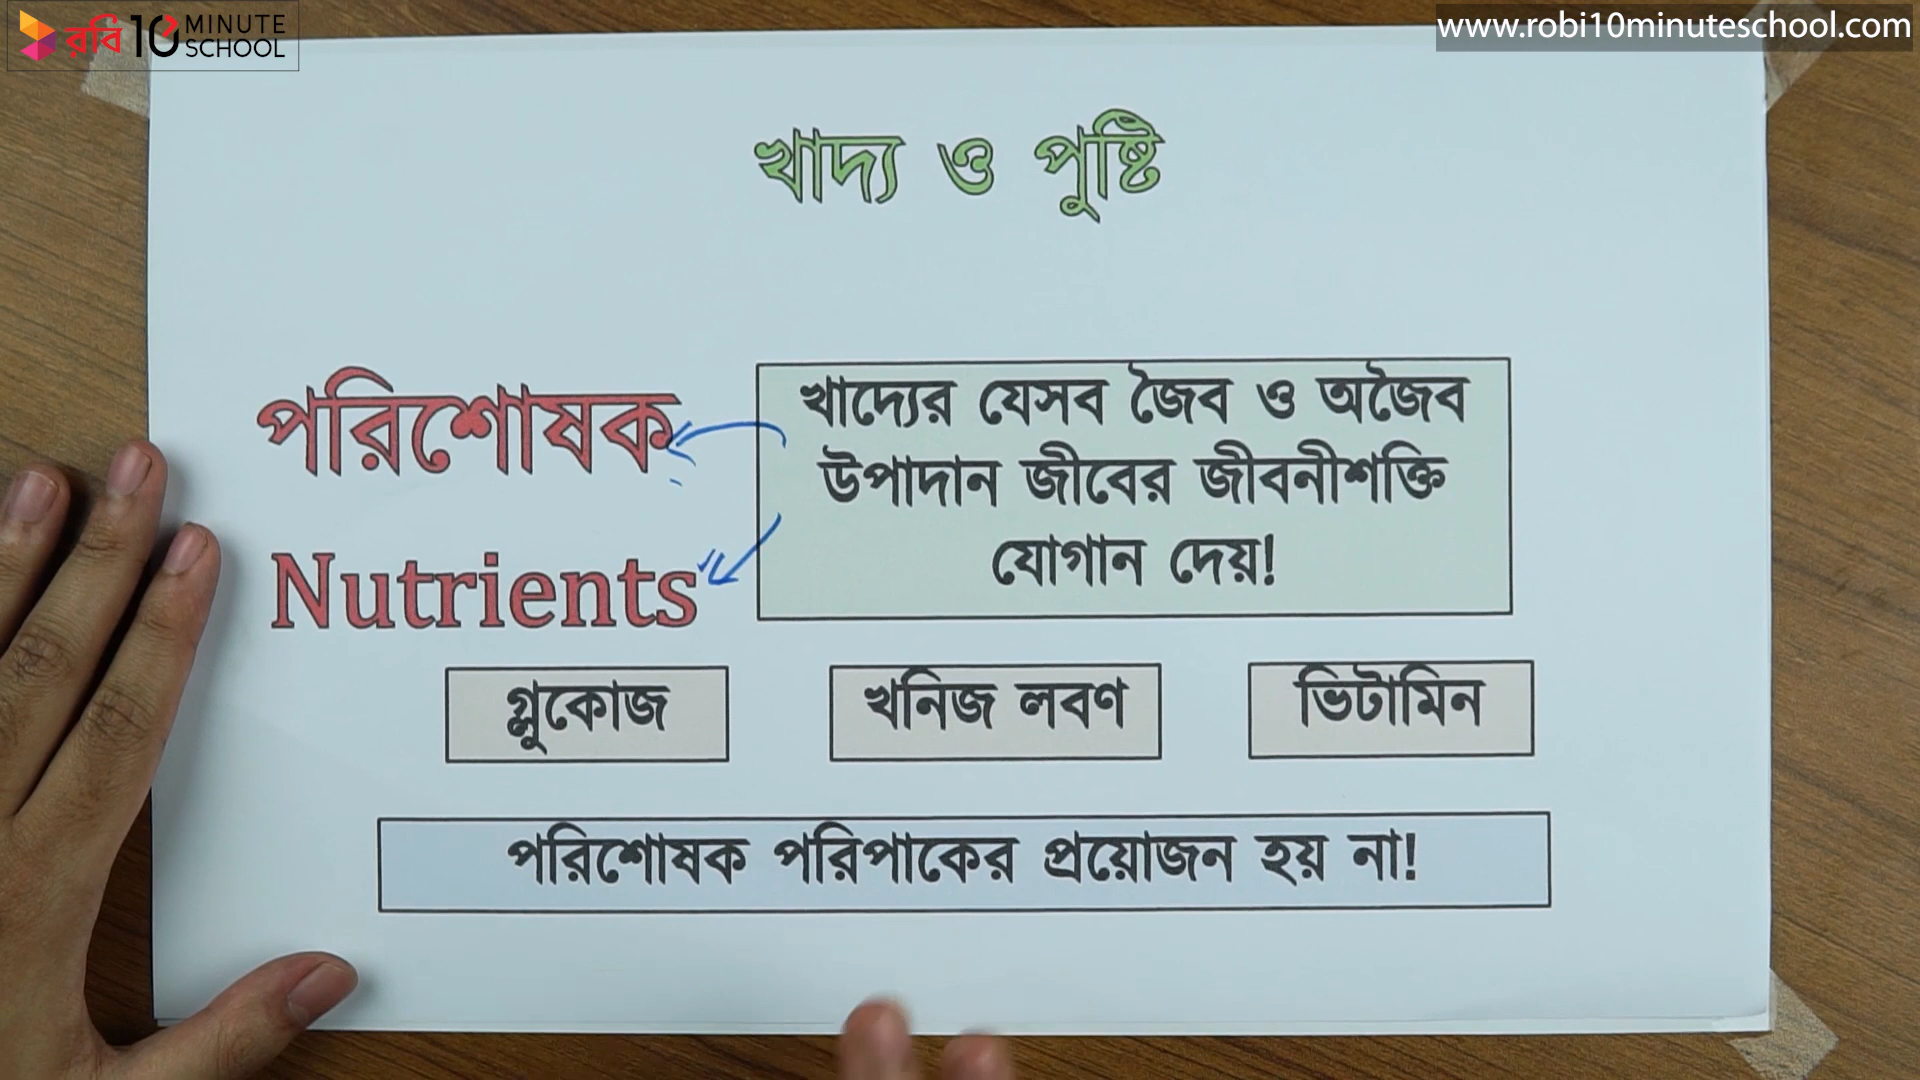 রবি 10 MINUTE SCHOOL
www.robi10minuteschool.com
খাদ্য ও পুষ্টি
পরিশোষক
Nutrients
খাদ্যের যেসব জৈব ও অজৈব
উপাদান জীবের জীবনীশক্তি
যোগান দেয়!
গ্লুকোজ
খনিজ লবণ
ভিটামিন
পরিশোষক পরিপাকের প্রয়োজন হয় না!